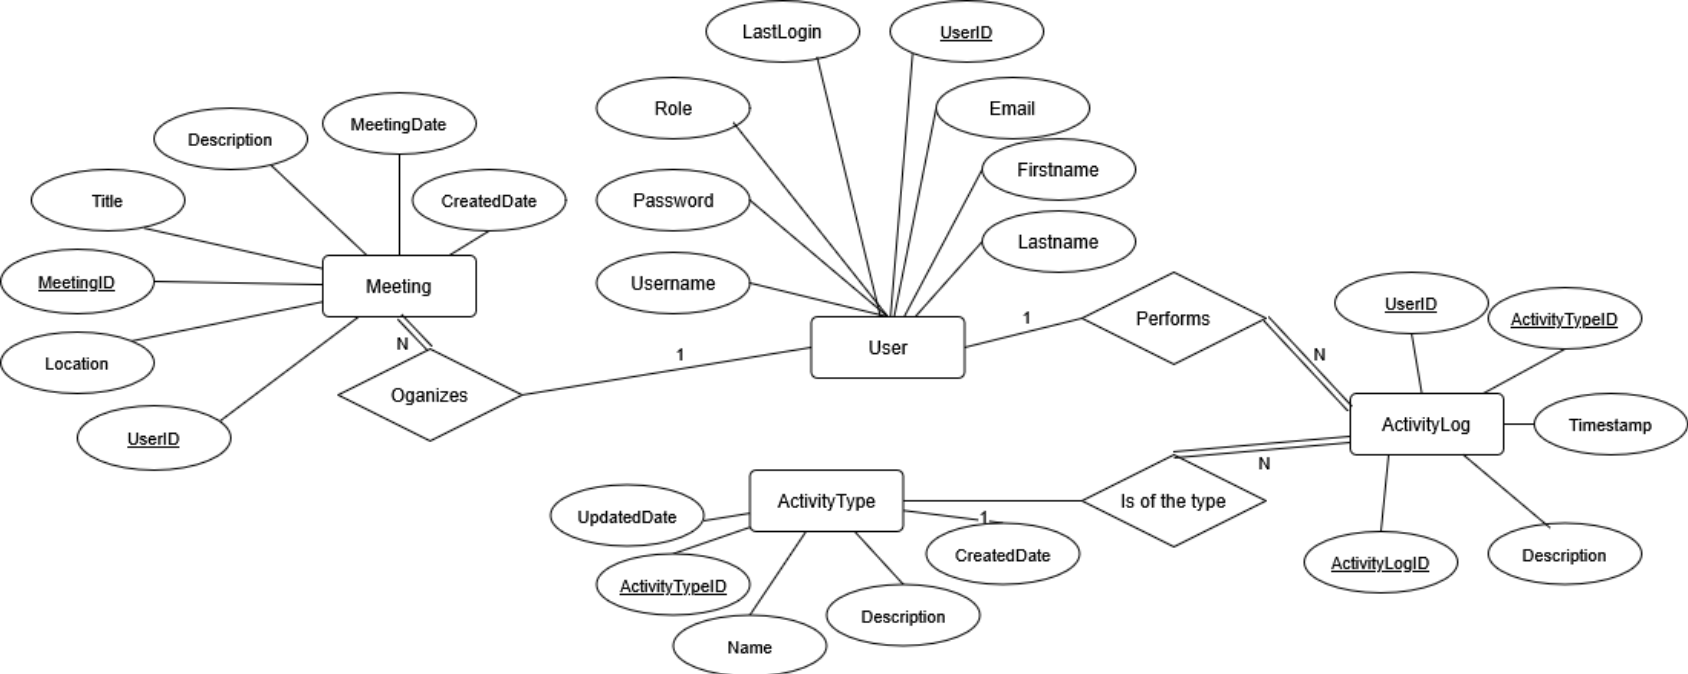 LastLogin
UserID
Role
Email
MeetingDate
Description
Firstname
Title
CreatedDate
Password
Lastname
MeetingID
Meeting
Username
UserID
ActivityTypeID
Performs
1
N
User
1
N
Location
Oganizes
ActivityLog
Timestamp
UserID
N
ActivityType
Is of the type
UpdatedDate
1
CreatedDate
Description
ActivityLogID
ActivityTypeID
Description
Name